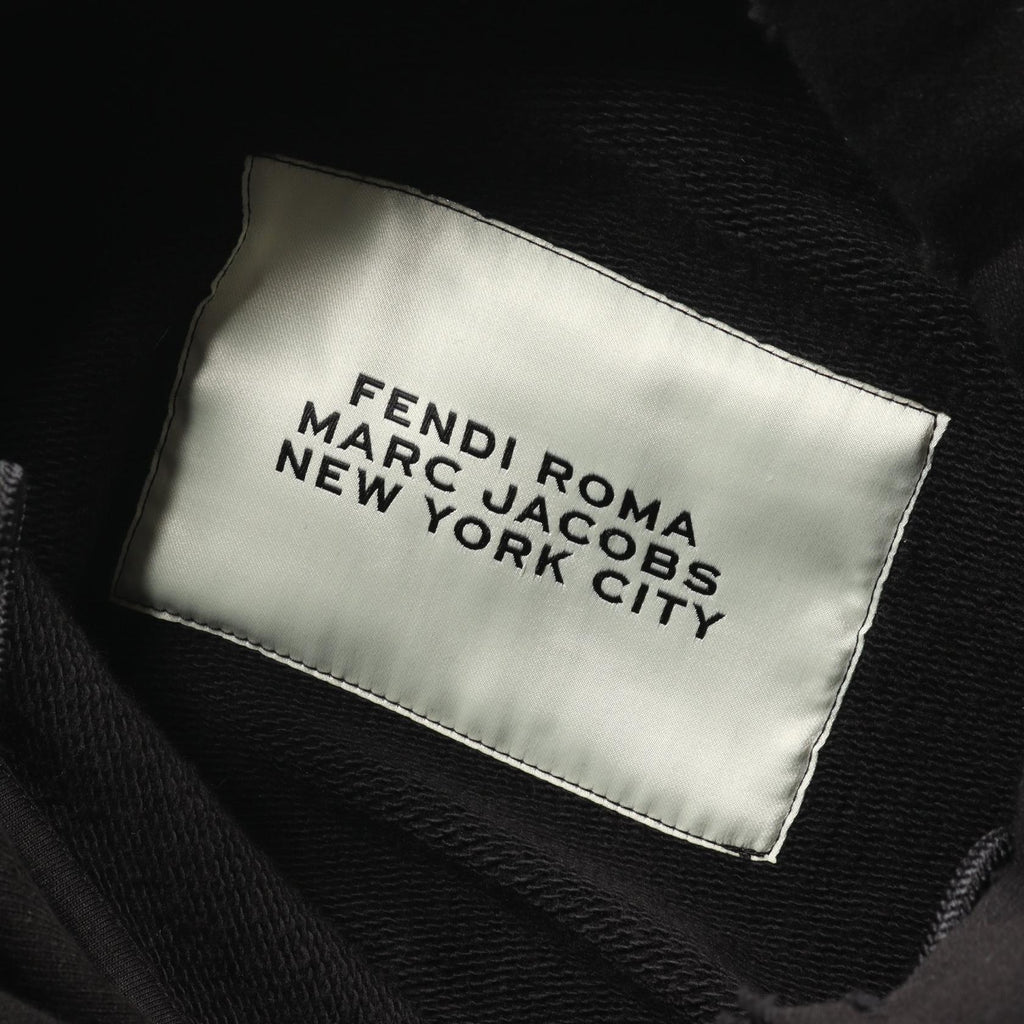 FENDI ROMA
MARC JACOBS
NEW YORK CITY